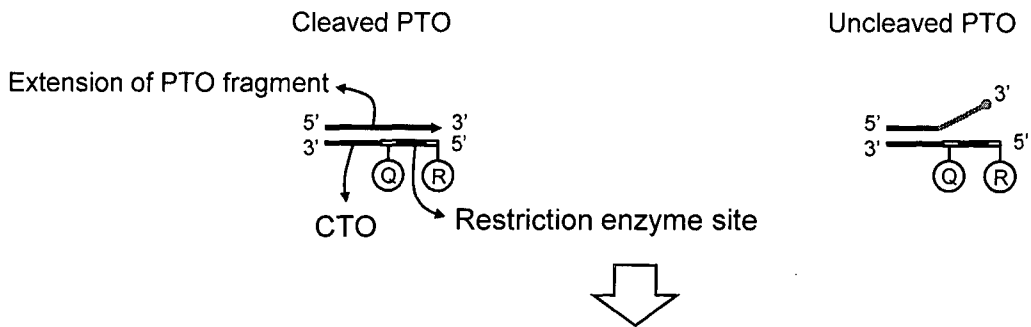 Cleaved PTO
Uncleaved PTO
Extension of PTO fragment
5' 3'
3' 5'
Q R
CTO
Restriction enzyme site
3'
5'
3' 5'
Q R